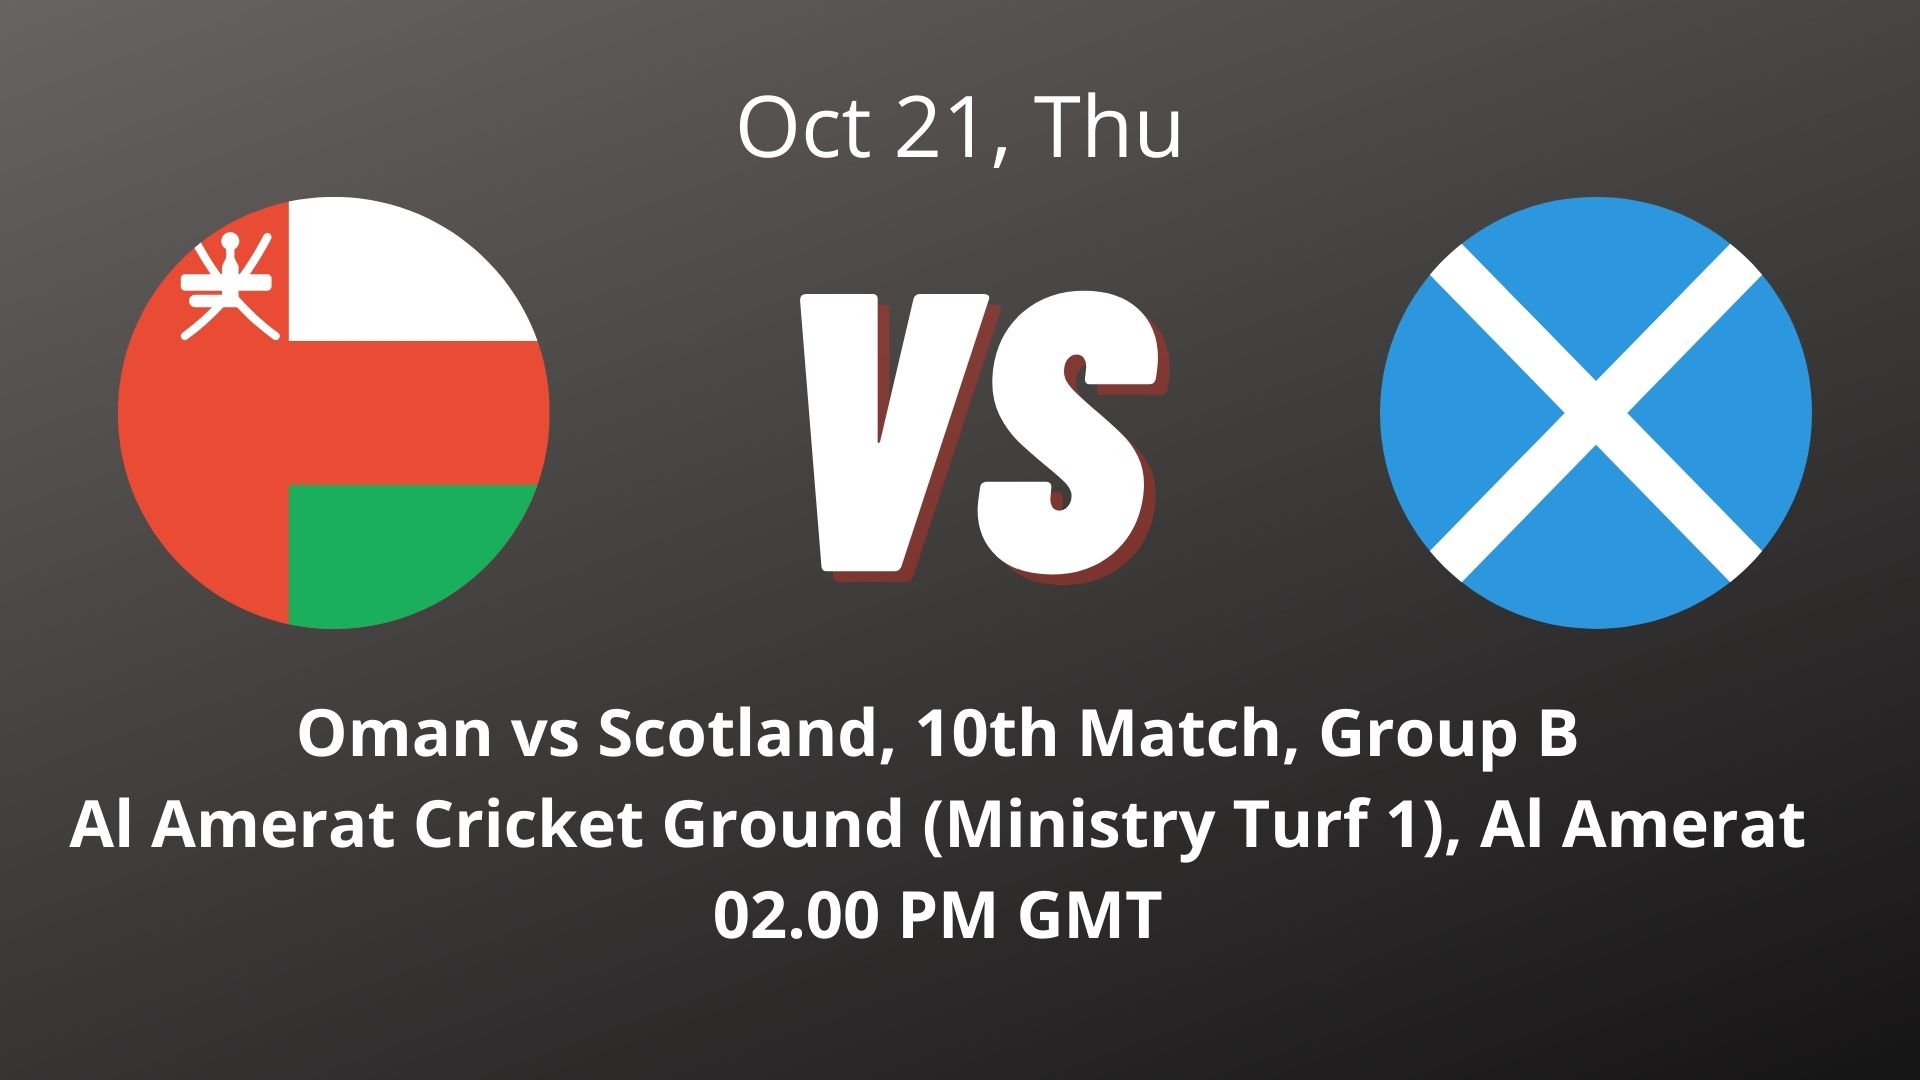 Oct 21, Thu
VS
Oman vs Scotland, 10th Match, Group B
Al Amerat Cricket Ground (Ministry Turf 1), Al Amerat
02.00 PM GMT